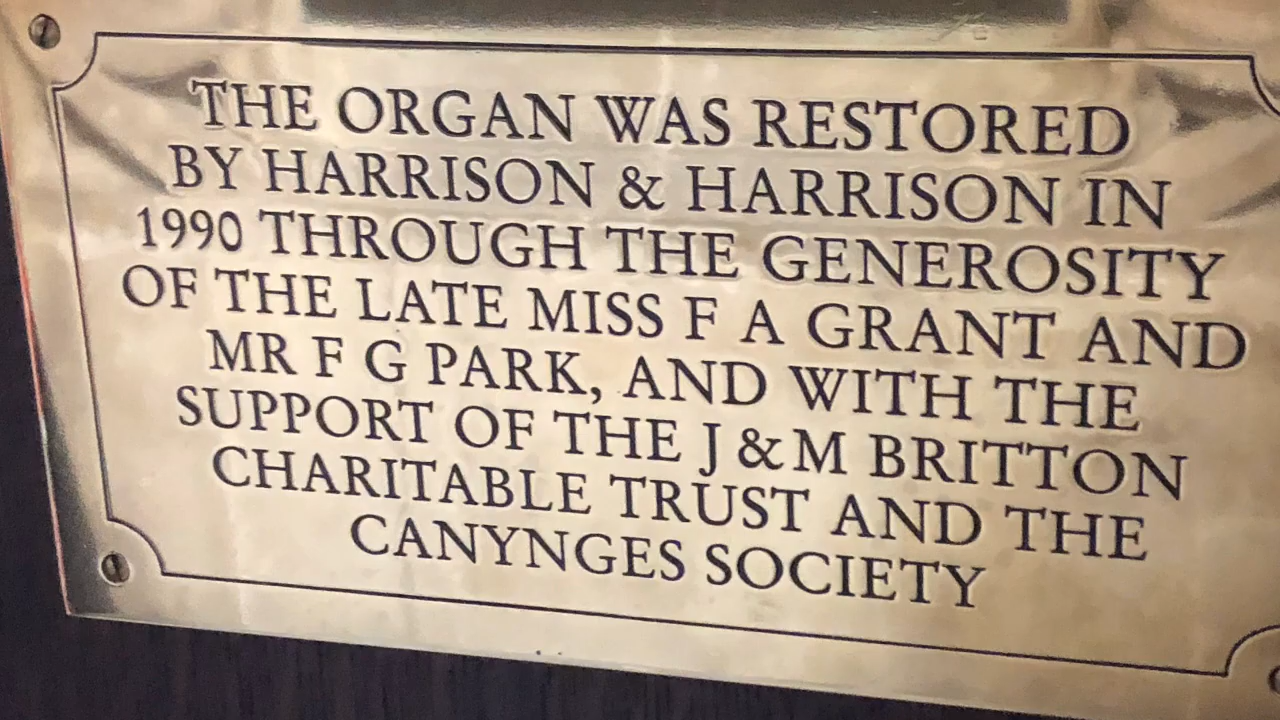 THE ORGAN WAS RESTORED
BY HARRISON & HARRISON IN
1990 THROUGH THE GENEROSITY
OF THE LATE MISS F A GRANT AND
MR F G PARK, AND WITH THE
SUPPORT OF THE J & M BRITTON
CHARITABLE TRUST AND THE
CANYNGES SOCIETY